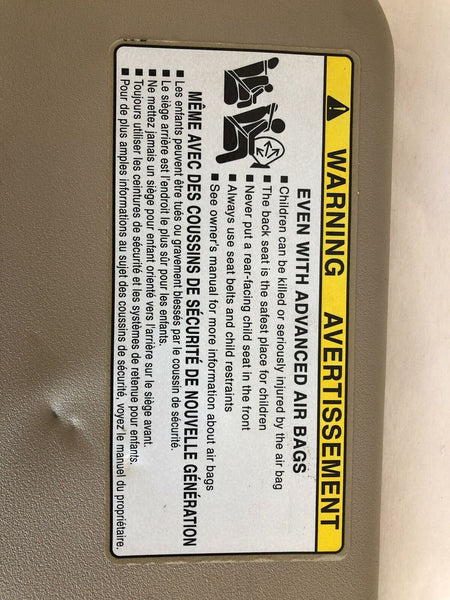 WARNING AVERTISSEMENT
EVEN WITH ADVANCED AIR BAGS
■ Children can be killed or seriously injured by the air bag
■ The back seat is the safest place for children
■ Never put a rear-facing child seat in the front
■ Always use seat belts and child restraints
■ See owner's manual for more information about air bags
MÊME AVEC DES COUSSINS DE SÉCURITÉ DE NOUVELLE GÉNÉRATION
■ Les enfants peuvent être tués ou gravement blessés par le coussin de sécurité.
■ Le siège arrière est l'endroit le plus sûr pour les enfants.
■ Ne mettez jamais un siège pour enfant orienté vers l'arrière sur le siège avant.
■ Toujours utiliser les ceintures de sécurité et les systèmes de retenue pour enfants.
■ Pour de plus amples informations au sujet des coussins de sécurité, voyez le manuel du propriétaire.